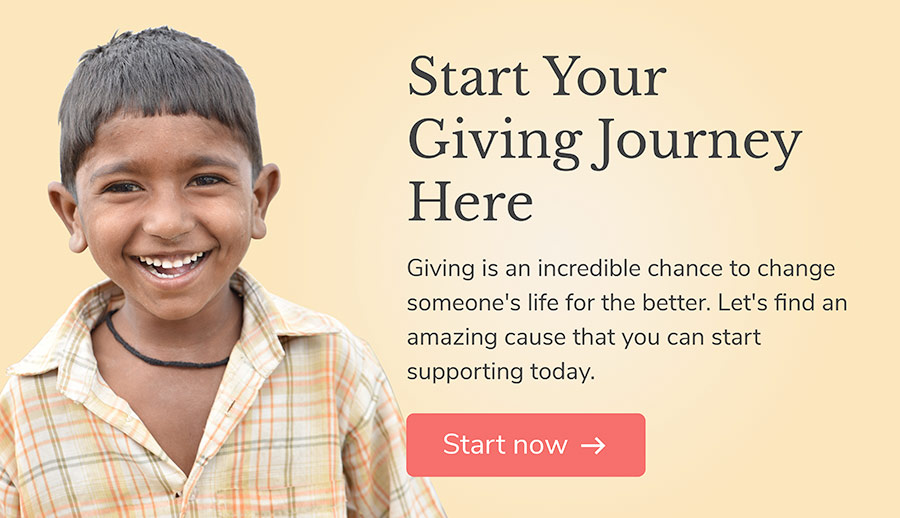 Start Your
Giving Journey
Here
Giving is an incredible chance to change
someone's life for the better. Let's find an
amazing cause that you can start
supporting today.
Start now →